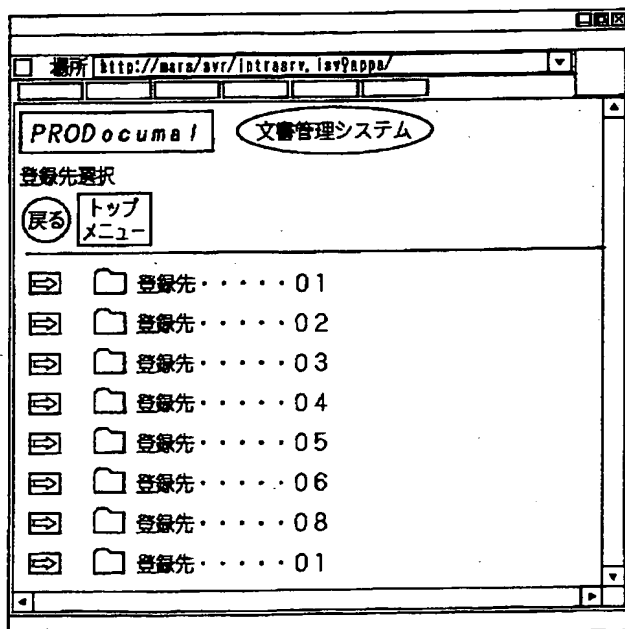 場所 http://mars/svr/intrasrv.isv?appa/
PRODocumal 文書管理システム
登録先選択
戻る トップ
メニュー
登録先・・・・・01
登録先・・・・・02
登録先・・・・・03
登録先・・・・・04
登録先・・・・・05
登録先・・・・・06
登録先・・・・・08
登録先・・・・・01